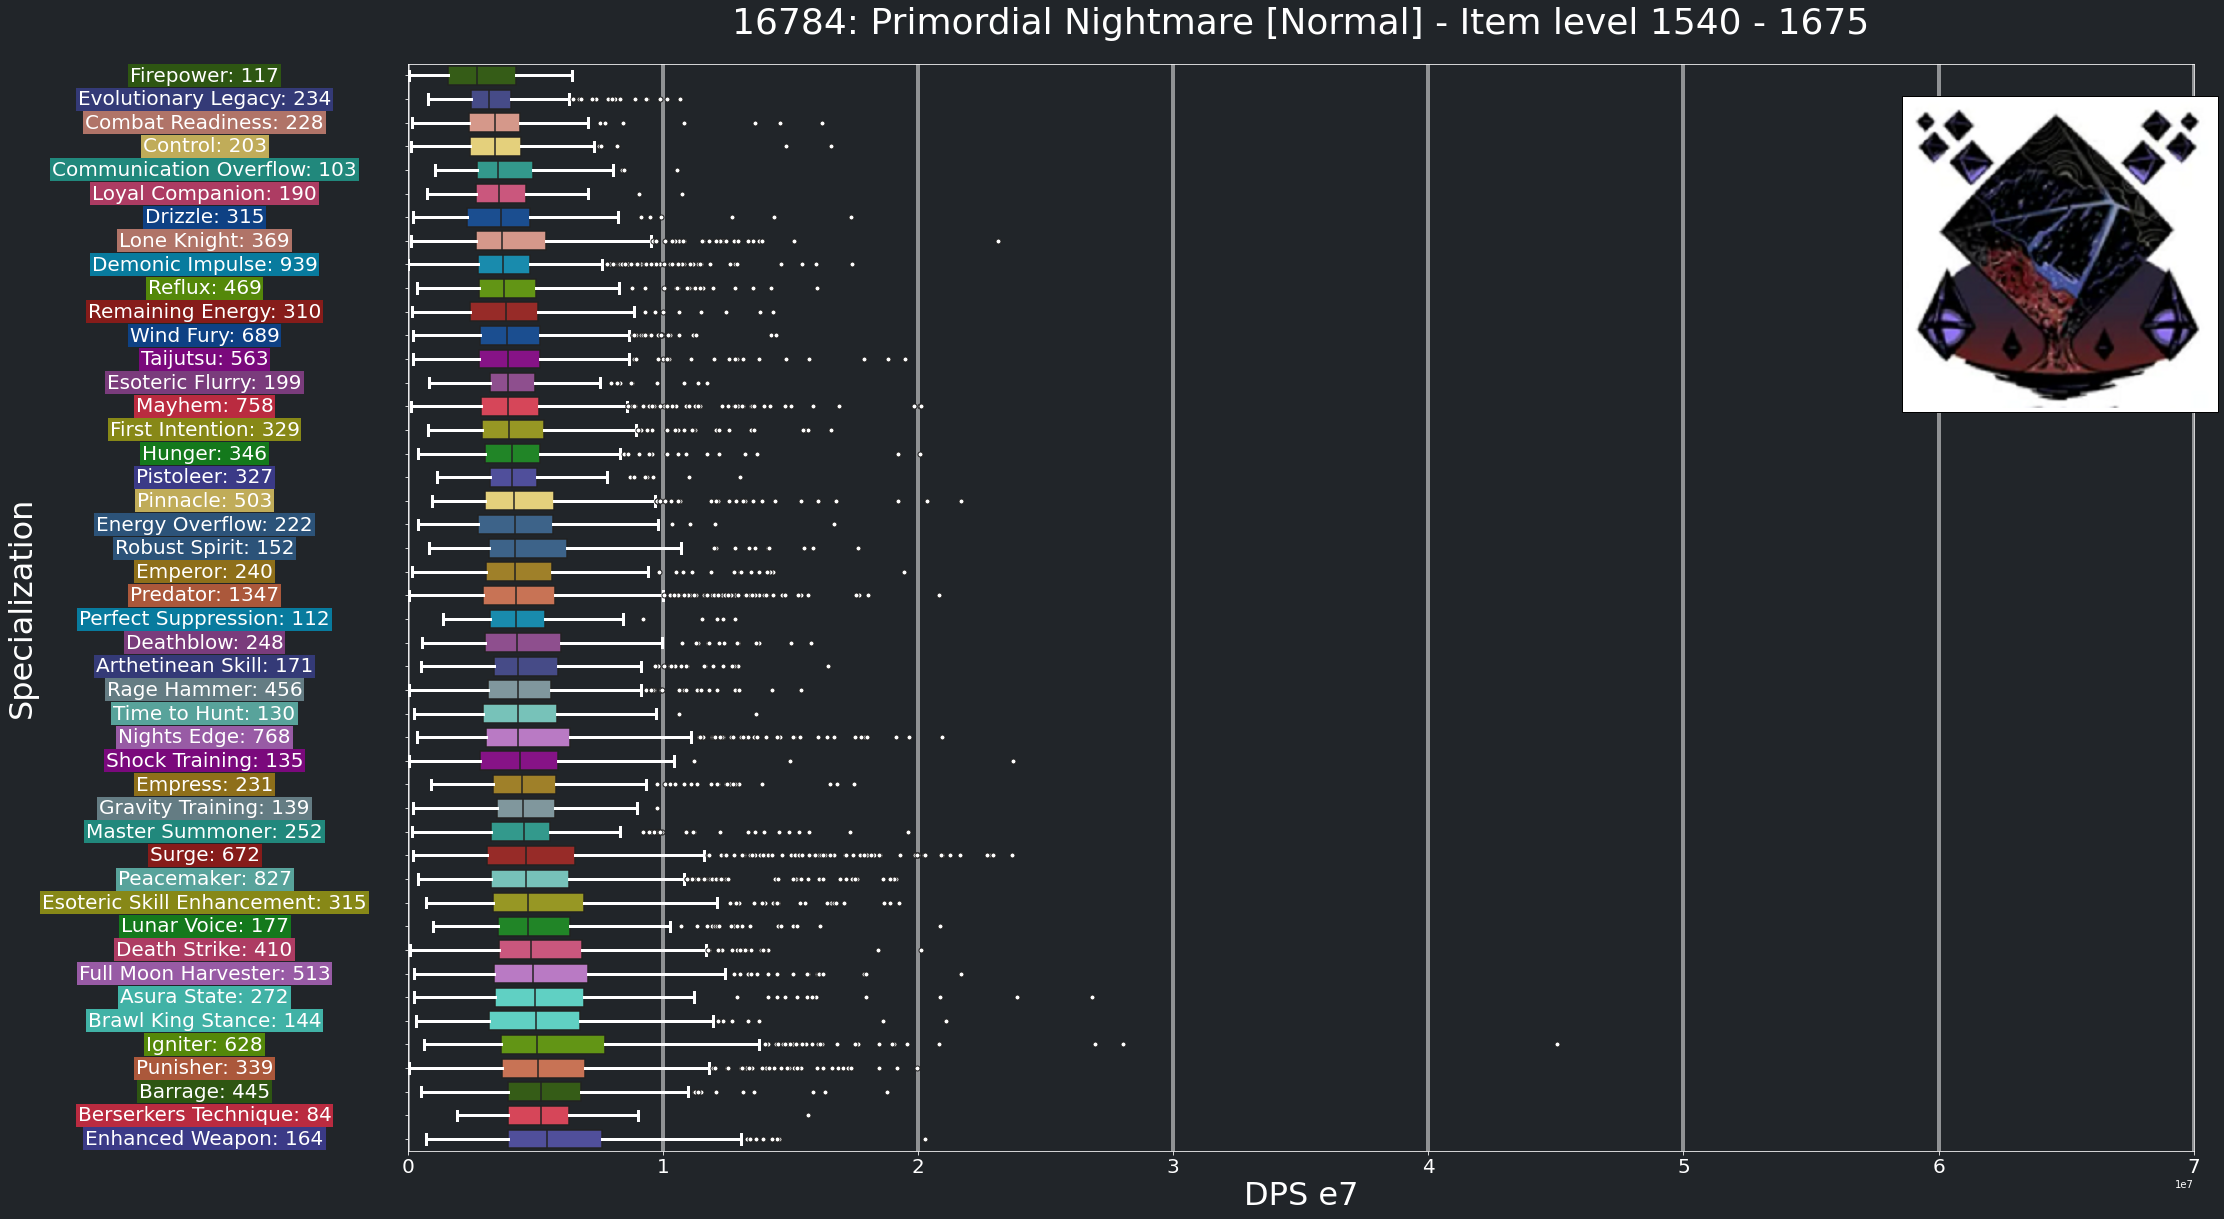 16784: Primordial Nightmare [Normal] - Item level 1540 - 1675
Firepower: 117
Evolutionary Legacy: 234
Combat Readiness: 228
Control: 203
Communication Overflow: 103
Loyal Companion: 190
Drizzle: 315
Lone Knight: 369
Demonic Impulse: 939
Reflux: 469
Remaining Energy: 310
Wind Fury: 689
Taijutsu: 563
Esoteric Flurry: 199
Mayhem: 758
First Intention: 329
Hunger: 346
Pistoleer: 327
Pinnacle: 503
Energy Overflow: 222
Robust Spirit: 152
Emperor: 240
Predator: 1347
Perfect Suppression: 112
Deathblow: 248
Arthetinean Skill: 171
Rage Hammer: 456
Time to Hunt: 130
Nights Edge: 768
Shock Training: 135
Empress: 231
Gravity Training: 139
Master Summoner: 252
Surge: 672
Peacemaker: 827
Esoteric Skill Enhancement: 315
Lunar Voice: 177
Death Strike: 410
Full Moon Harvester: 513
Asura State: 272
Brawl King Stance: 144
Igniter: 628
Punisher: 339
Barrage: 445
Berserkers Technique: 84
Enhanced Weapon: 164
Specialization
0 1 2 3 4 5 6 7
1e7
DPS e7